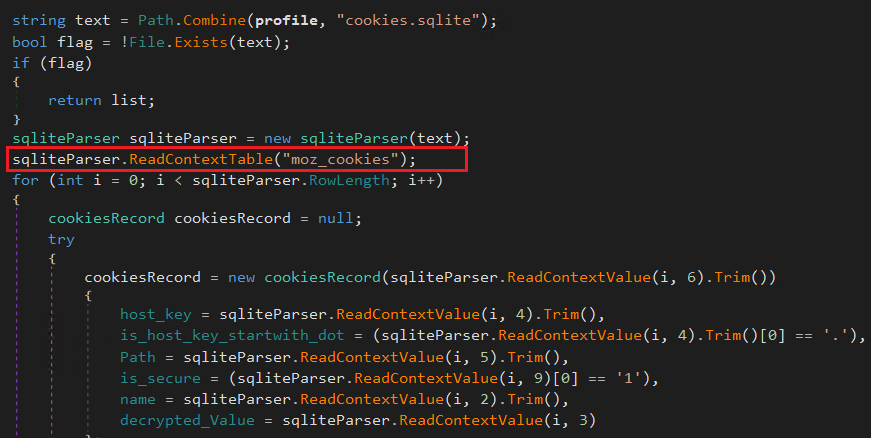 string text = Path.Combine(profile, "cookies.sqlite");
bool flag = !File.Exists(text);
if (flag)
{
return list;
}
sqliteParser sqliteParser = new sqliteParser(text);
sqliteParser.ReadContextTable("moz_cookies");
for (int i = 0; i < sqliteParser.RowLength; i++)
{
cookiesRecord cookiesRecord = null;
try
{
cookiesRecord = new cookiesRecord(sqliteParser.ReadContextValue(i, 6).Trim())
{
host_key = sqliteParser.ReadContextValue(i, 4).Trim(),
is_host_key_startwith_dot = (sqliteParser.ReadContextValue(i, 4).Trim()[0] == '.'),
Path = sqliteParser.ReadContextValue(i, 5).Trim(),
is_secure = (sqliteParser.ReadContextValue(i, 9)[0] == '1'),
name = sqliteParser.ReadContextValue(i, 2).Trim(),
decrypted_Value = sqliteParser.ReadContextValue(i, 3)